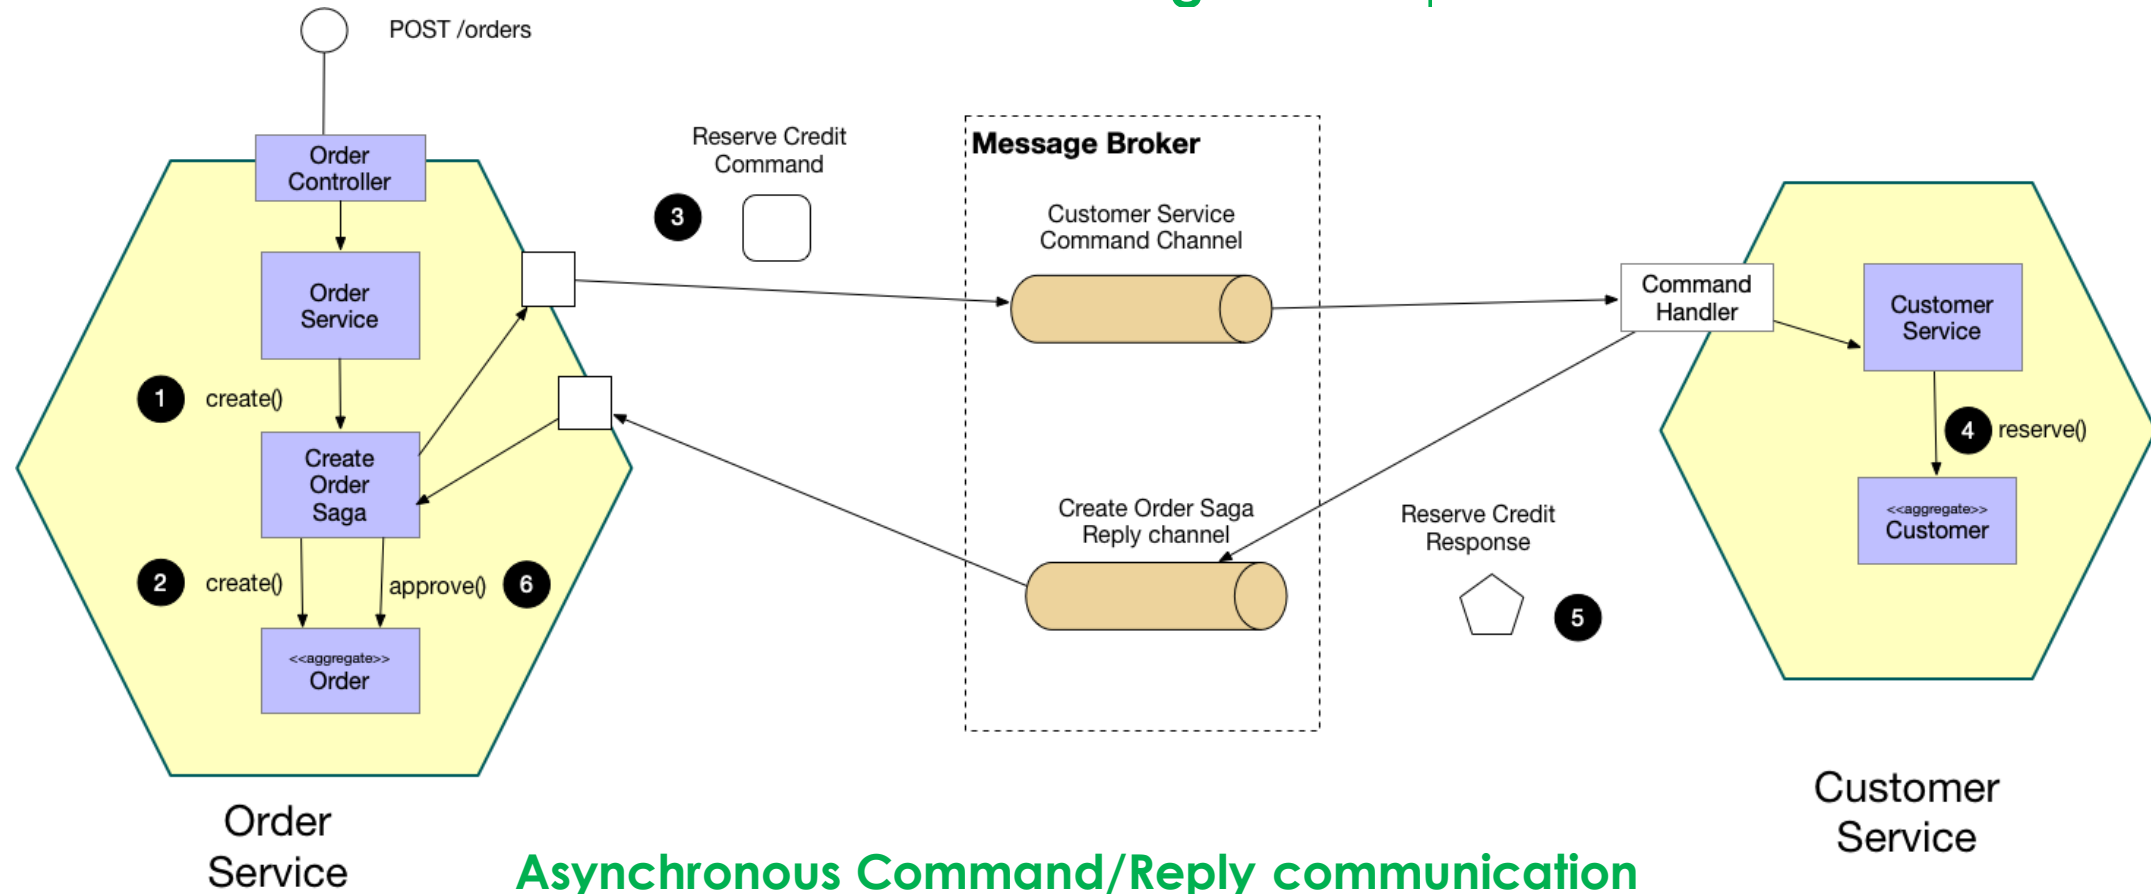 POST /orders
Order
Controller
Order
Service
1 create()
Create
Order
Saga
2 create()
approve() 6
<<aggregate>>
Order
Order
Service
Reserve Credit
Command
3
Message Broker
Customer Service
Command Channel
Create Order Saga
Reply channel
Reserve Credit
Response
5
Command
Handler
Customer
Service
4 reserve()
<<aggregate>>
Customer
Customer
Service
Asynchronous Command/Reply communication